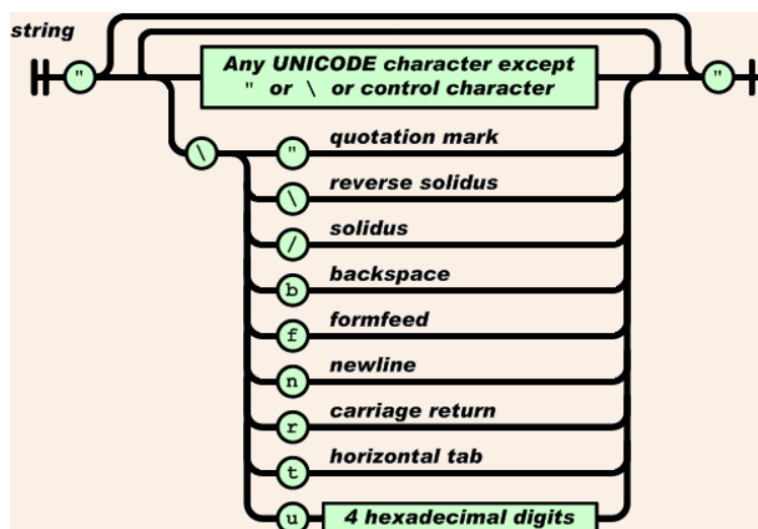 string
" Any UNICODE character except "
" or \ or control character
\ " quotation mark
\ reverse solidus
/ solidus
b backspace
f formfeed
n newline
r carriage return
t horizontal tab
u 4 hexadecimal digits